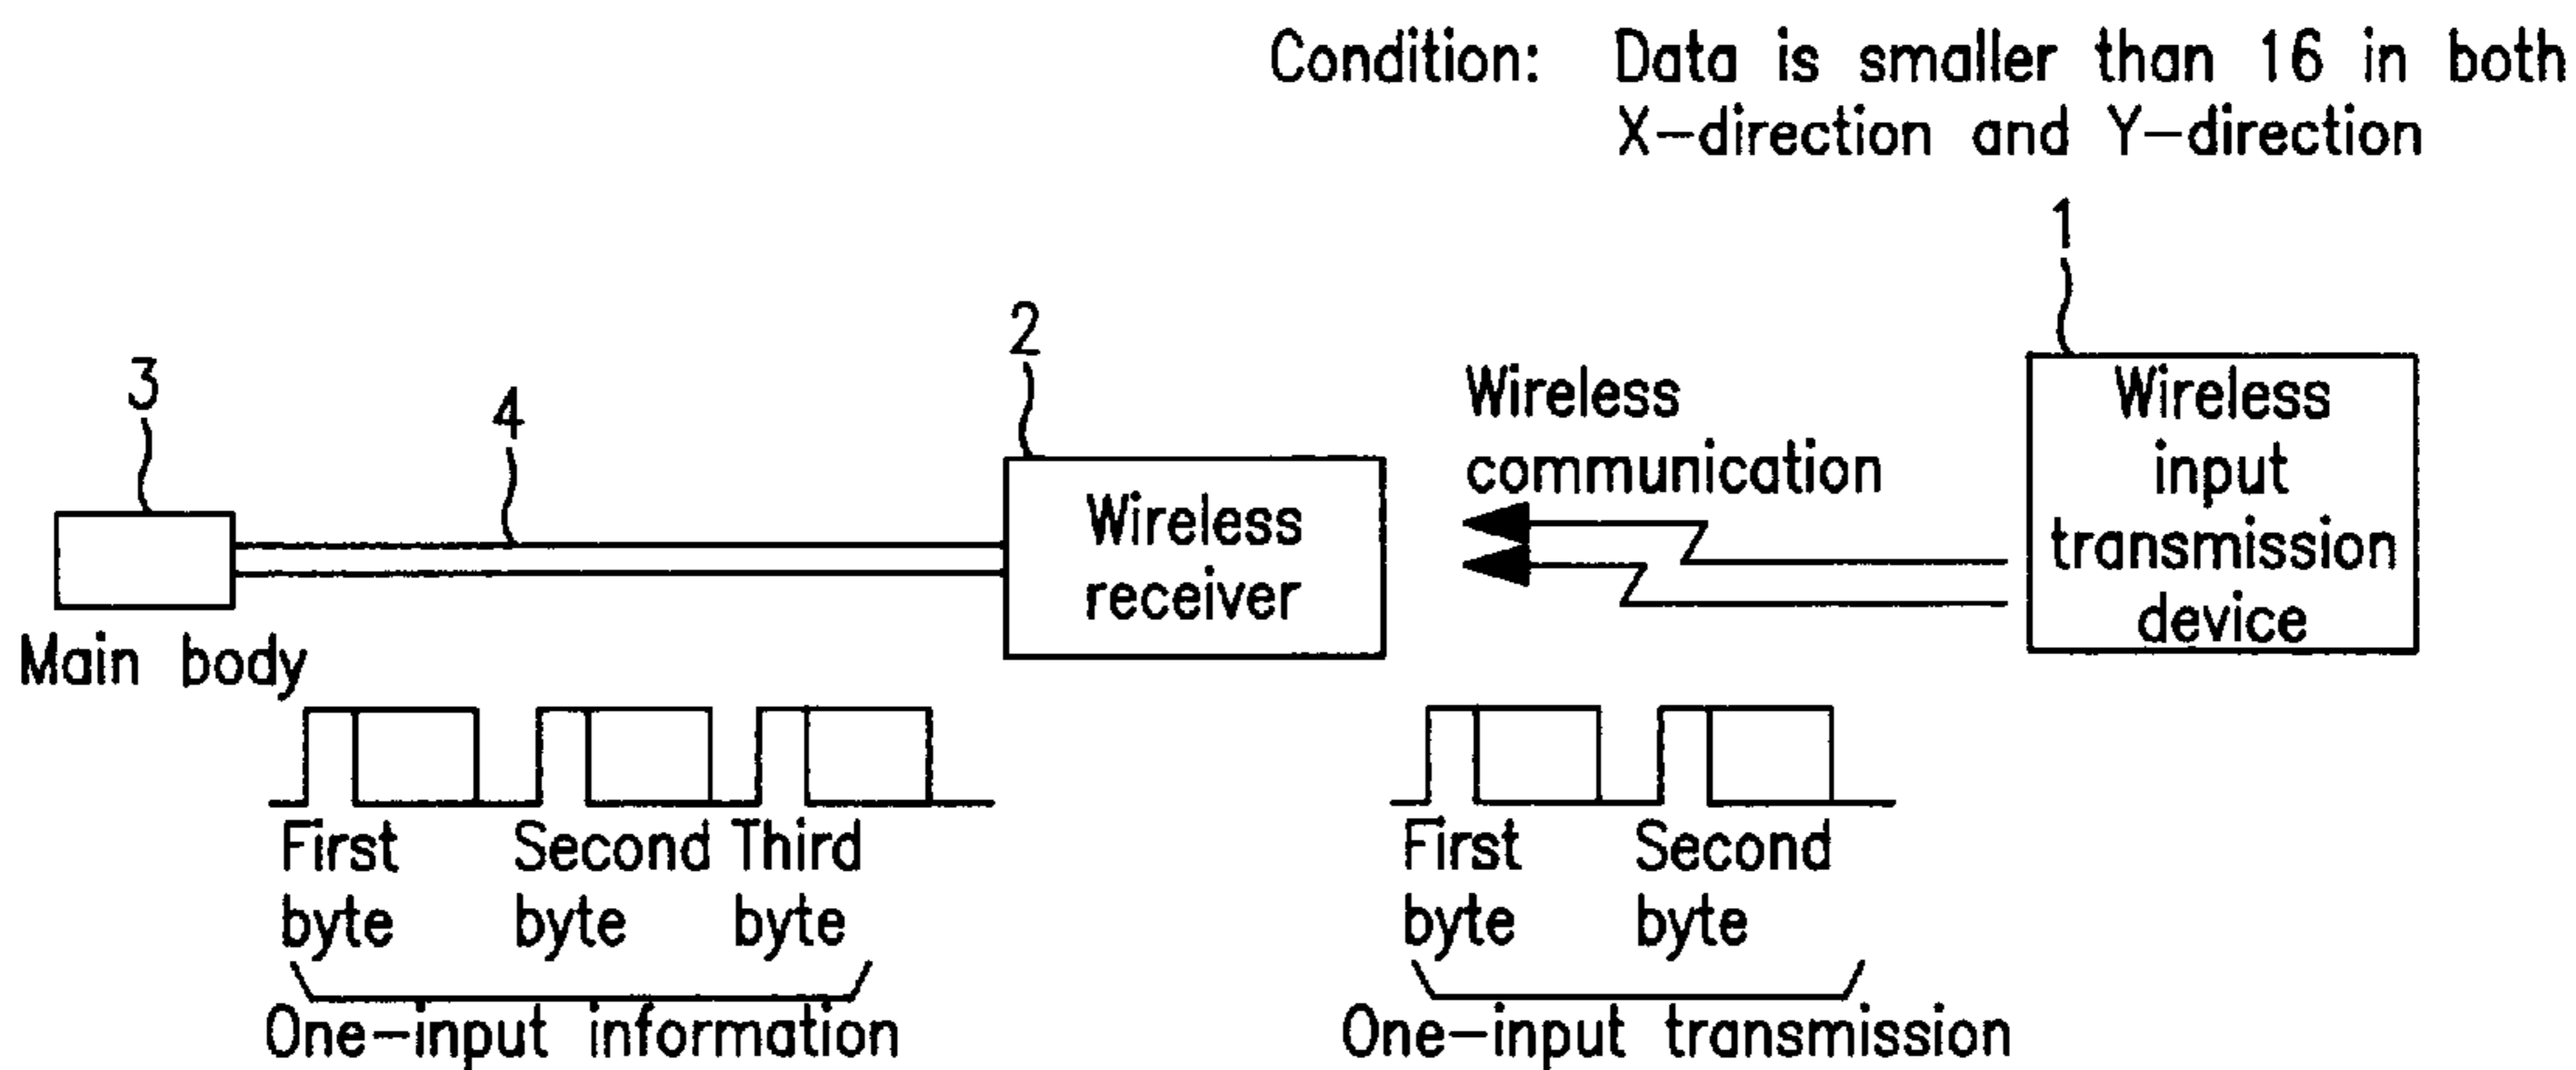 Condition: Data is smaller than 16 in both
X-direction and Y-direction
1
2
3
4
Wireless
communication
Wireless
input
transmission
device
Wireless
receiver
Main body
First
byte
Second
byte
Third
byte
One-input information
First
byte
Second
byte
One-input transmission